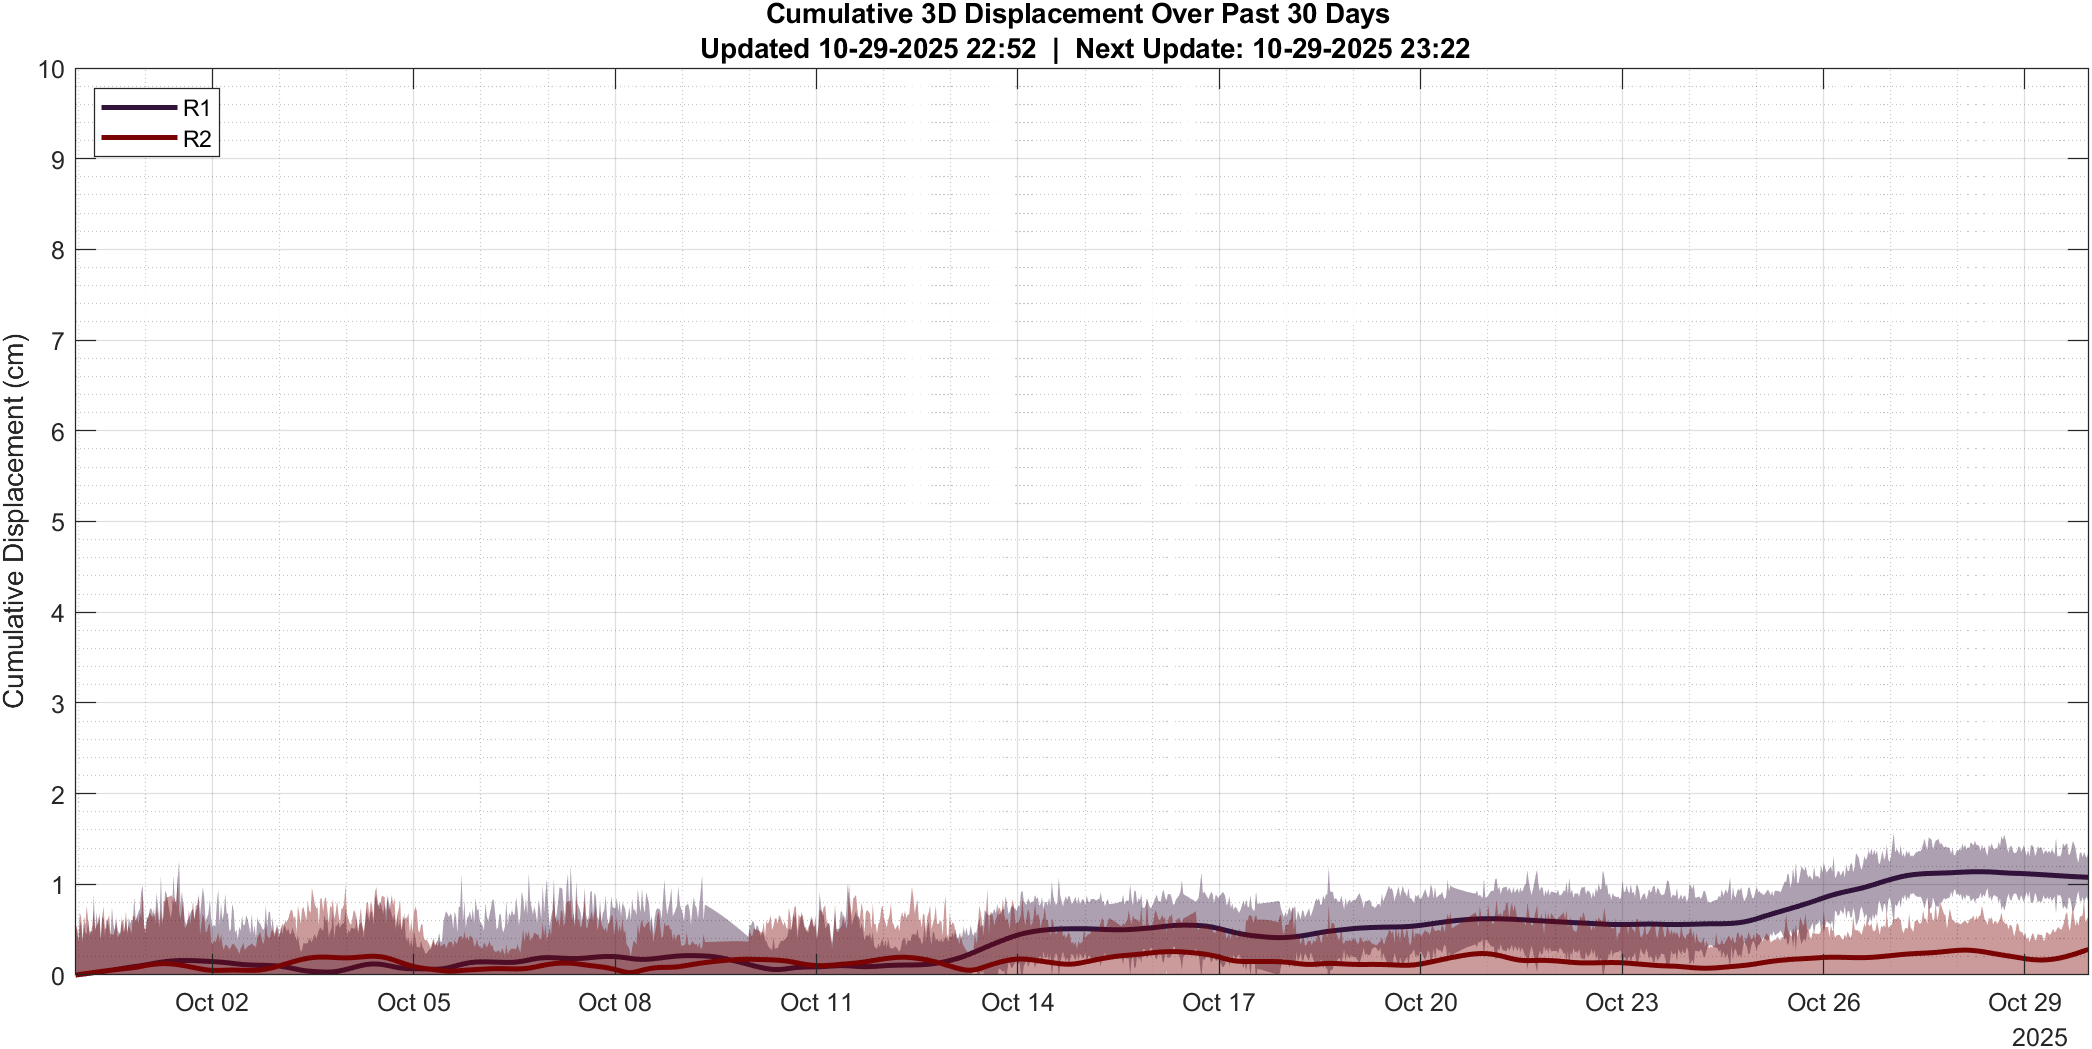 Cumulative 3D Displacement Over Past 30 Days
Updated 10-29-2025 22:52 | Next Update: 10-29-2025 23:22
R1
R2
Cumulative Displacement (cm)
10
9
8
7
6
5
4
3
2
1
0
Oct 02 Oct 05 Oct 08 Oct 11 Oct 14 Oct 17 Oct 20 Oct 23 Oct 26 Oct 29
2025